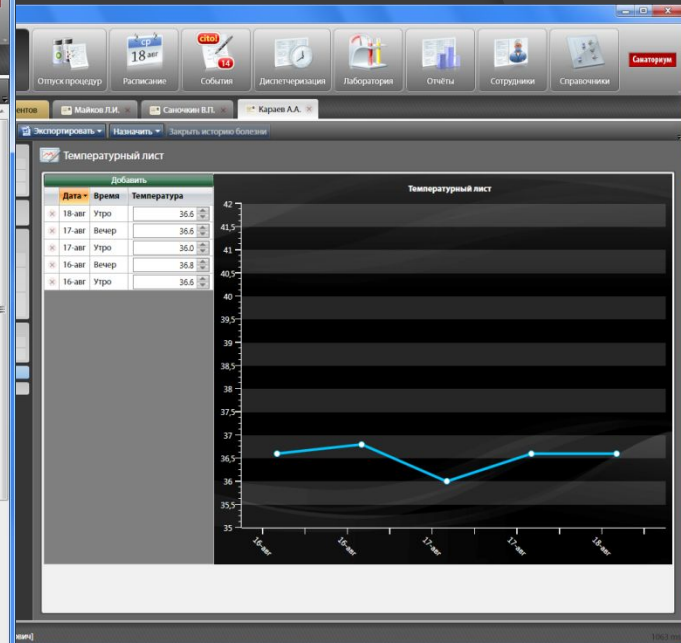 cito!
ср
18 авг
14
Отпуск процедур Расписание События Диспетчеризация Лаборатория Отчёты Сотрудники Справочники
Санаториум
ентов Майков Л.И. Саночкин В.П. Караев А.А.
Экспортировать Назначить Закрыть историю болезни
Температурный лист
Добавить
Дата Время Температура
18-авг Утро 36.6
17-авг Вечер 36.6
17-авг Утро 36.0
16-авг Вечер 36.8
16-авг Утро 36.6
Температурный лист
42
41,5
41
40,5
40
39,5
39
38,5
38
37,5
37
36,5
36
35,5
35
16-авг 16-авг 17-авг 17-авг 18-авг
ович]